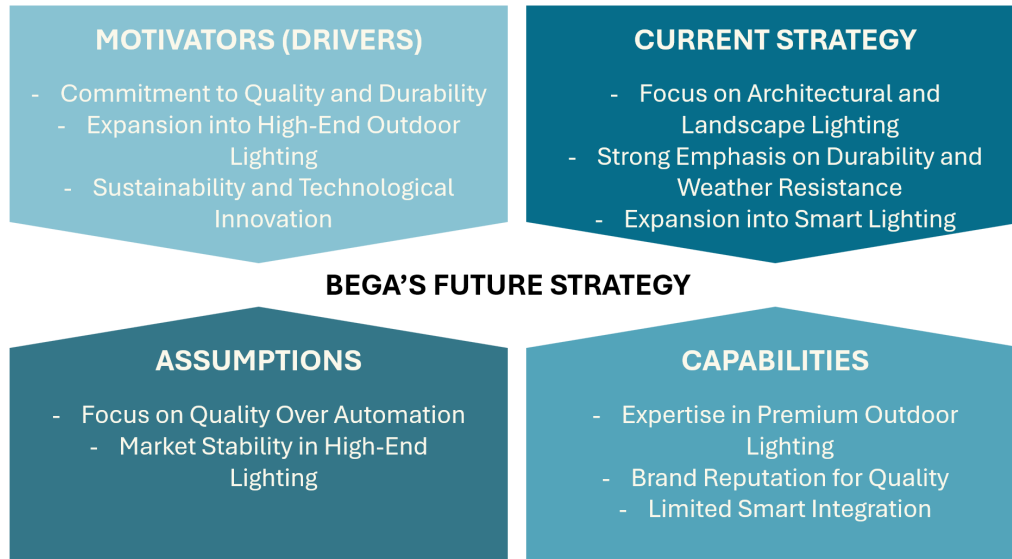 MOTIVATORS (DRIVERS)
- Commitment to Quality and Durability
- Expansion into High-End Outdoor
Lighting
- Sustainability and Technological
Innovation
CURRENT STRATEGY
- Focus on Architectural and
Landscape Lighting
- Strong Emphasis on Durability and
Weather Resistance
- Expansion into Smart Lighting
BEGA'S FUTURE STRATEGY
ASSUMPTIONS
- Focus on Quality Over Automation
- Market Stability in High-End
Lighting
CAPABILITIES
- Expertise in Premium Outdoor
Lighting
- Brand Reputation for Quality
- Limited Smart Integration